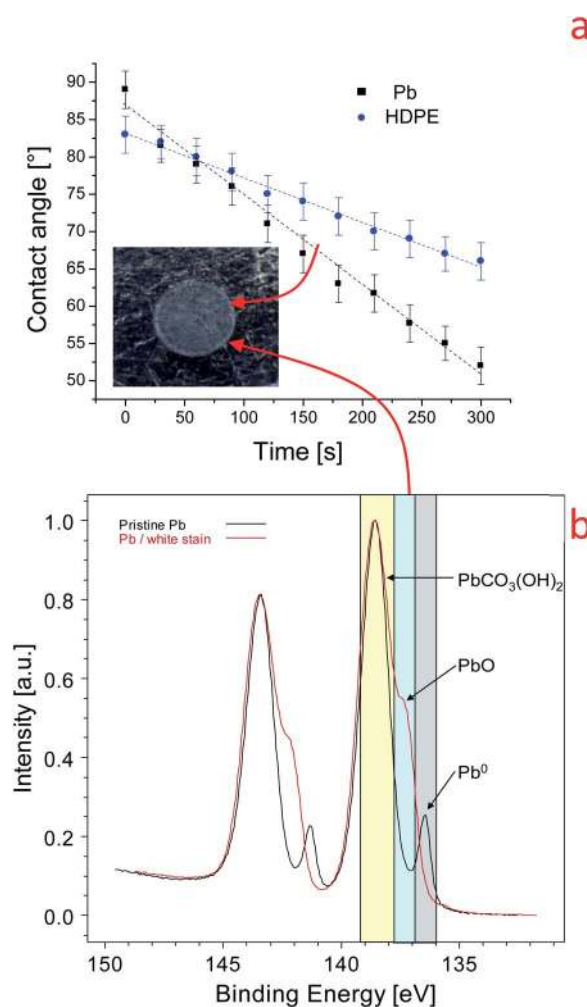 a
90
85
80
75
70
65
60
55
50
Contact angle [°]
Pb
HDPE
0 50 100 150 200 250 300
Time [s]
b
Pristine Pb
Pb / white stain
1.0
0.8
0.6
0.4
0.2
0.0
Intensity [a.u.]
PbCO₃(OH)₂
PbO
Pb⁰
150 145 140 135
Binding Energy [eV]